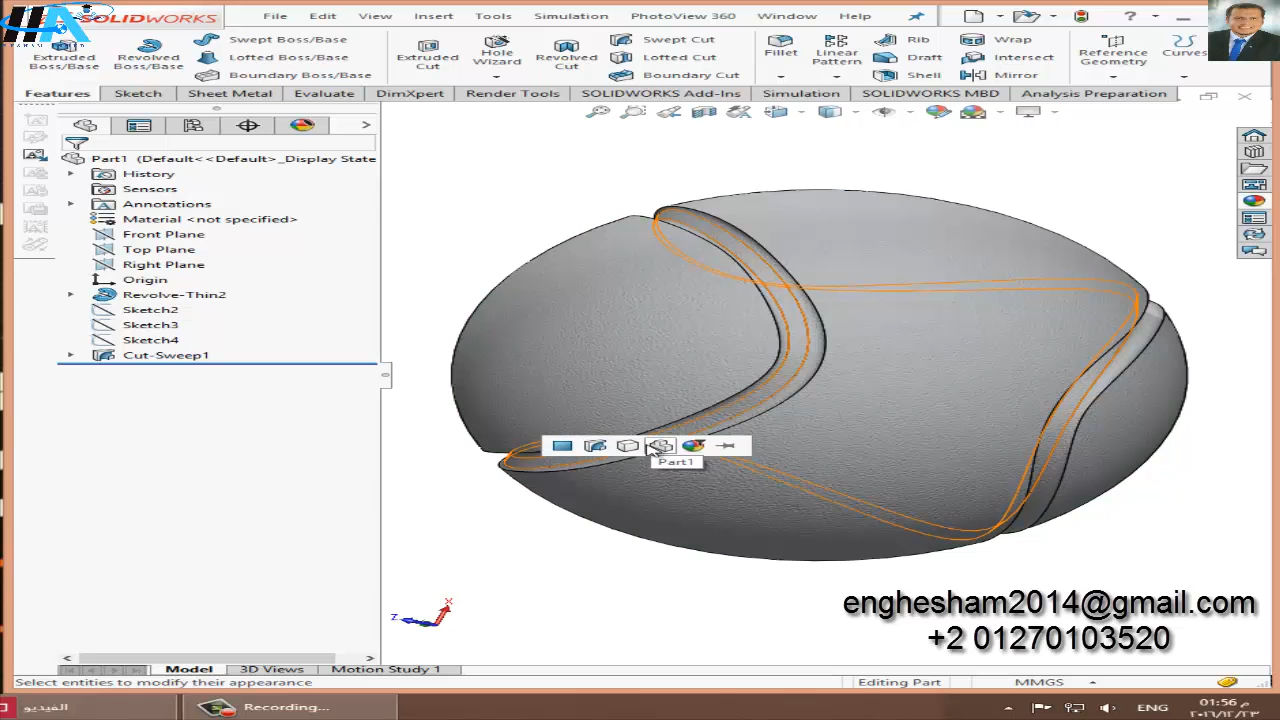 SOLIDWORKS
File Edit View Insert Tools Simulation PhotoView 360 Window Help
Extruded Boss/Base
Revolved Boss/Base
Swept Boss/Base
Lofted Boss/Base
Boundary Boss/Base
Extruded Cut
Hole Wizard
Revolved Cut
Swept Cut
Lofted Cut
Boundary Cut
Fillet
Linear Pattern
Rib
Draft
Shell
Wrap
Intersect
Mirror
Reference Geometry
Curves
Features Sketch Sheet Metal Evaluate DimXpert Render Tools SOLIDWORKS Add-Ins Simulation SOLIDWORKS MBD Analysis Preparation
Part1 (Default<<Default>_Display State
History
Sensors
Annotations
Material <not specified>
Front Plane
Top Plane
Right Plane
Origin
Revolve-Thin2
Sketch2
Sketch3
Sketch4
Cut-Sweep1
Part1
X
Z
enghesham2014@gmail.com
+2 01270103520
Model 3D Views Motion Study 1
Select entities to modify their appearance Editing Part MMGS
الفيديو Recording... ENG 01:56 م
٢٠١٦/١٢/٢٣